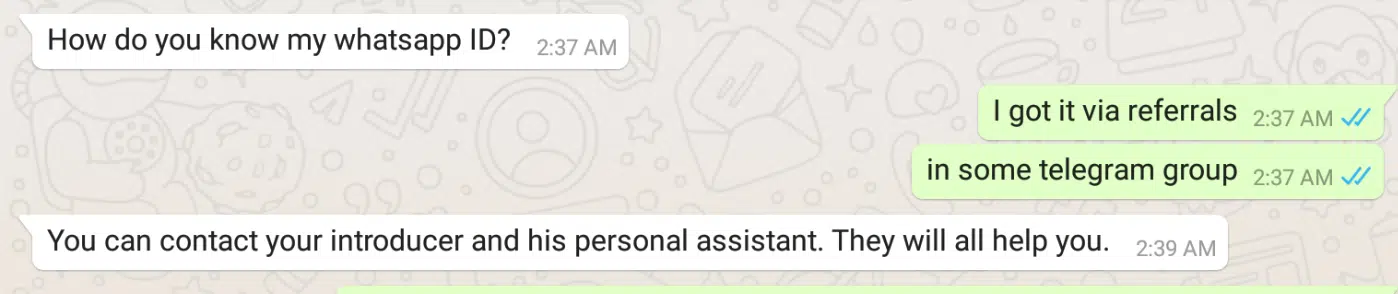 How do you know my whatsapp ID? 2:37 AM
I got it via referrals 2:37 AM
in some telegram group 2:37 AM
You can contact your introducer and his personal assistant. They will all help you. 2:39 AM